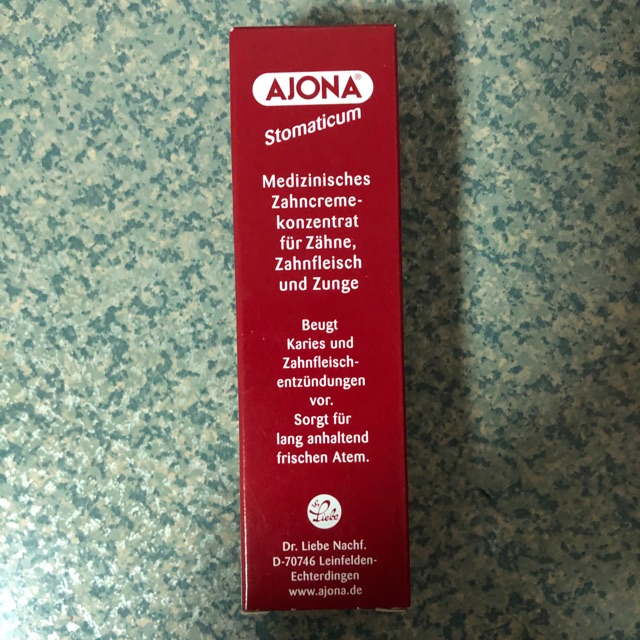 AJONA®
Stomaticum
Medizinisches
Zahncreme-
konzentrat
für Zähne,
Zahnfleisch
und Zunge
Beugt
Karies und
Zahnfleisch-
entzündungen
vor.
Sorgt für
lang anhaltend
frischen Atem.
Dr. Liebe
Dr. Liebe Nachf.
D-70746 Leinfelden-
Echterdingen
www.ajona.de